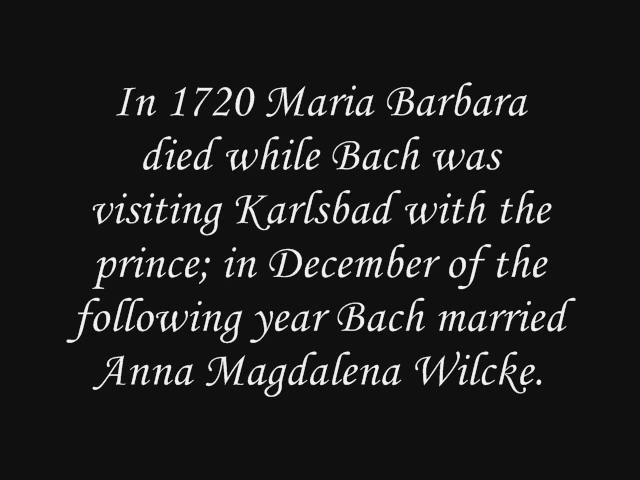 In 1720 Maria Barbara
died while Bach was
visiting Karlsbad with the
prince; in December of the
following year Bach married
Anna Magdalena Wilcke.